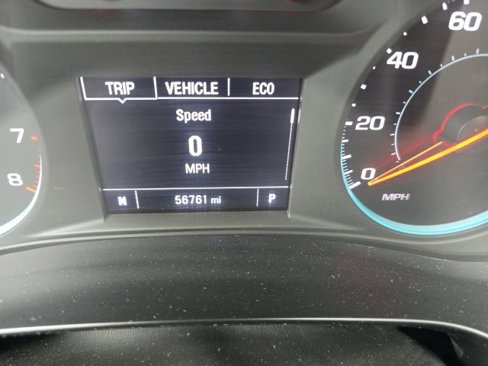 TRIP VEHICLE ECO
Speed
0
MPH
N 56761 mi P
7
8
60
40
20
0
MPH